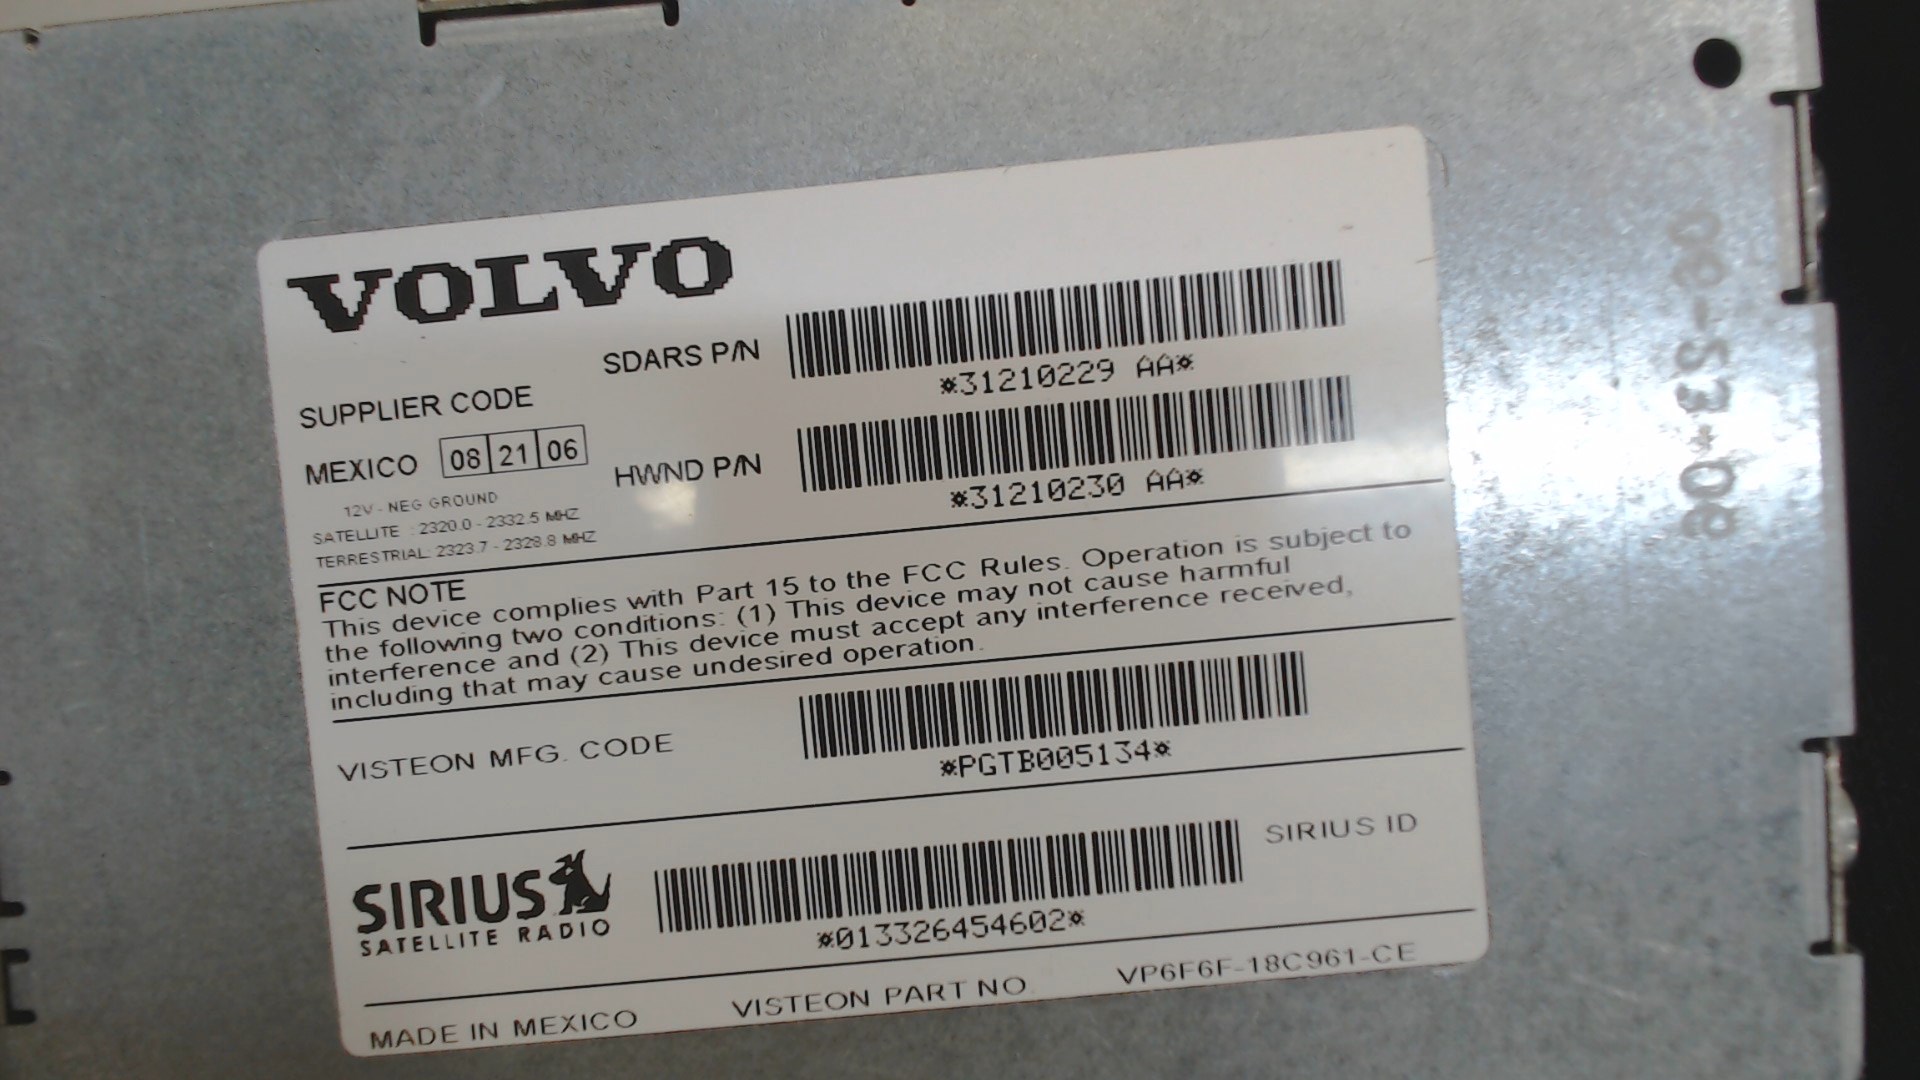 VOLVO
SDARS P/N
*31210229 AA*
SUPPLIER CODE
MEXICO 08 21 06
HWND P/N
*31210230 AA*
12V - NEG GROUND
SATELLITE : 2320.0 - 2332.5 MHZ
TERRESTRIAL: 2323.7 - 2328.8 MHZ
FCC NOTE
This device complies with Part 15 to the FCC Rules. Operation is subject to
the following two conditions: (1) This device may not cause harmful
interference and (2) This device must accept any interference received,
including that may cause undesired operation.
VISTEON MFG. CODE
*PGTB005134*
SIRIUS
SATELLITE RADIO
*013326454602*
SIRIUS ID
MADE IN MEXICO
VISTEON PART NO
VP6F6F-18C961-CE